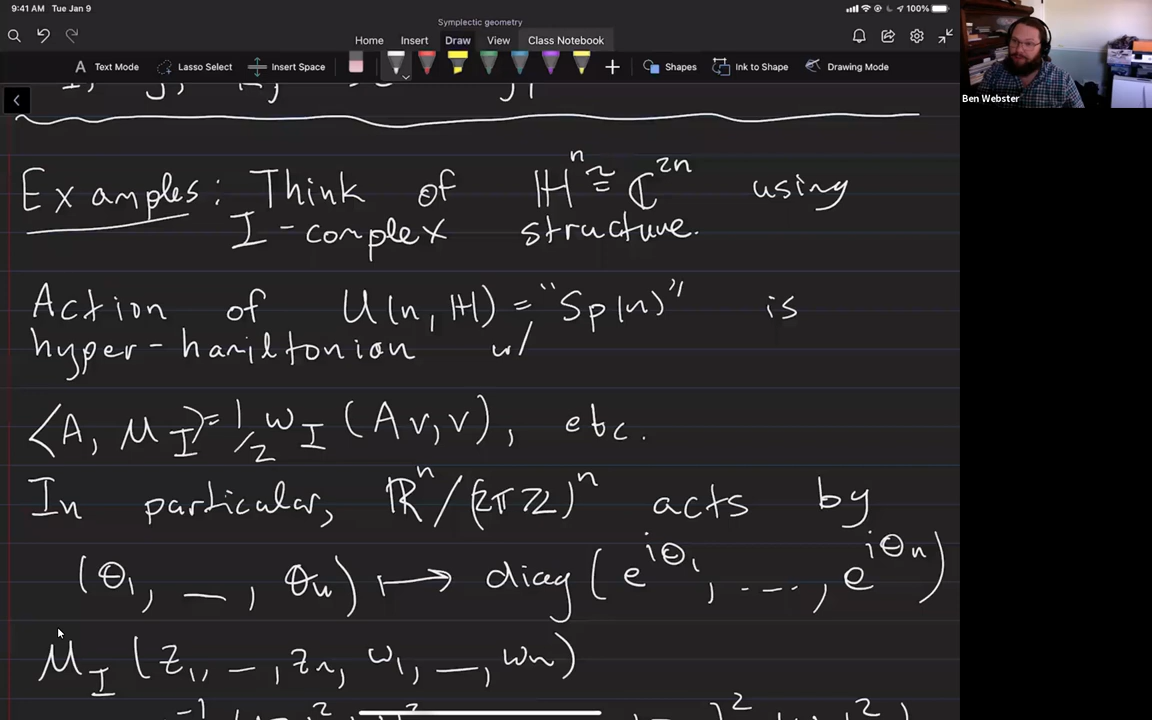 9:41 AM Tue Jan 9
100%
Symplectic geometry
Home Insert Draw View Class Notebook
Text Mode Lasso Select Insert Space Shapes Ink to Shape Drawing Mode
Ben Webster
Examples: Think of ℍⁿ ≅ ℂ²ⁿ using
I-complex structure.
Action of U(n, ℍ) = "Sp(n)" is
hyper-hamiltonian w/
⟨A, μ_I⟩ = 1/2 ω_I (Av, v), etc.
In particular, ℝⁿ/(2πℤ)ⁿ acts by
(θ₁, —, θₙ) ⟼ diag(e^{iθ₁}, ...., e^{iθₙ})
μ_I (z₁, —, zₙ, w₁, —, wₙ)